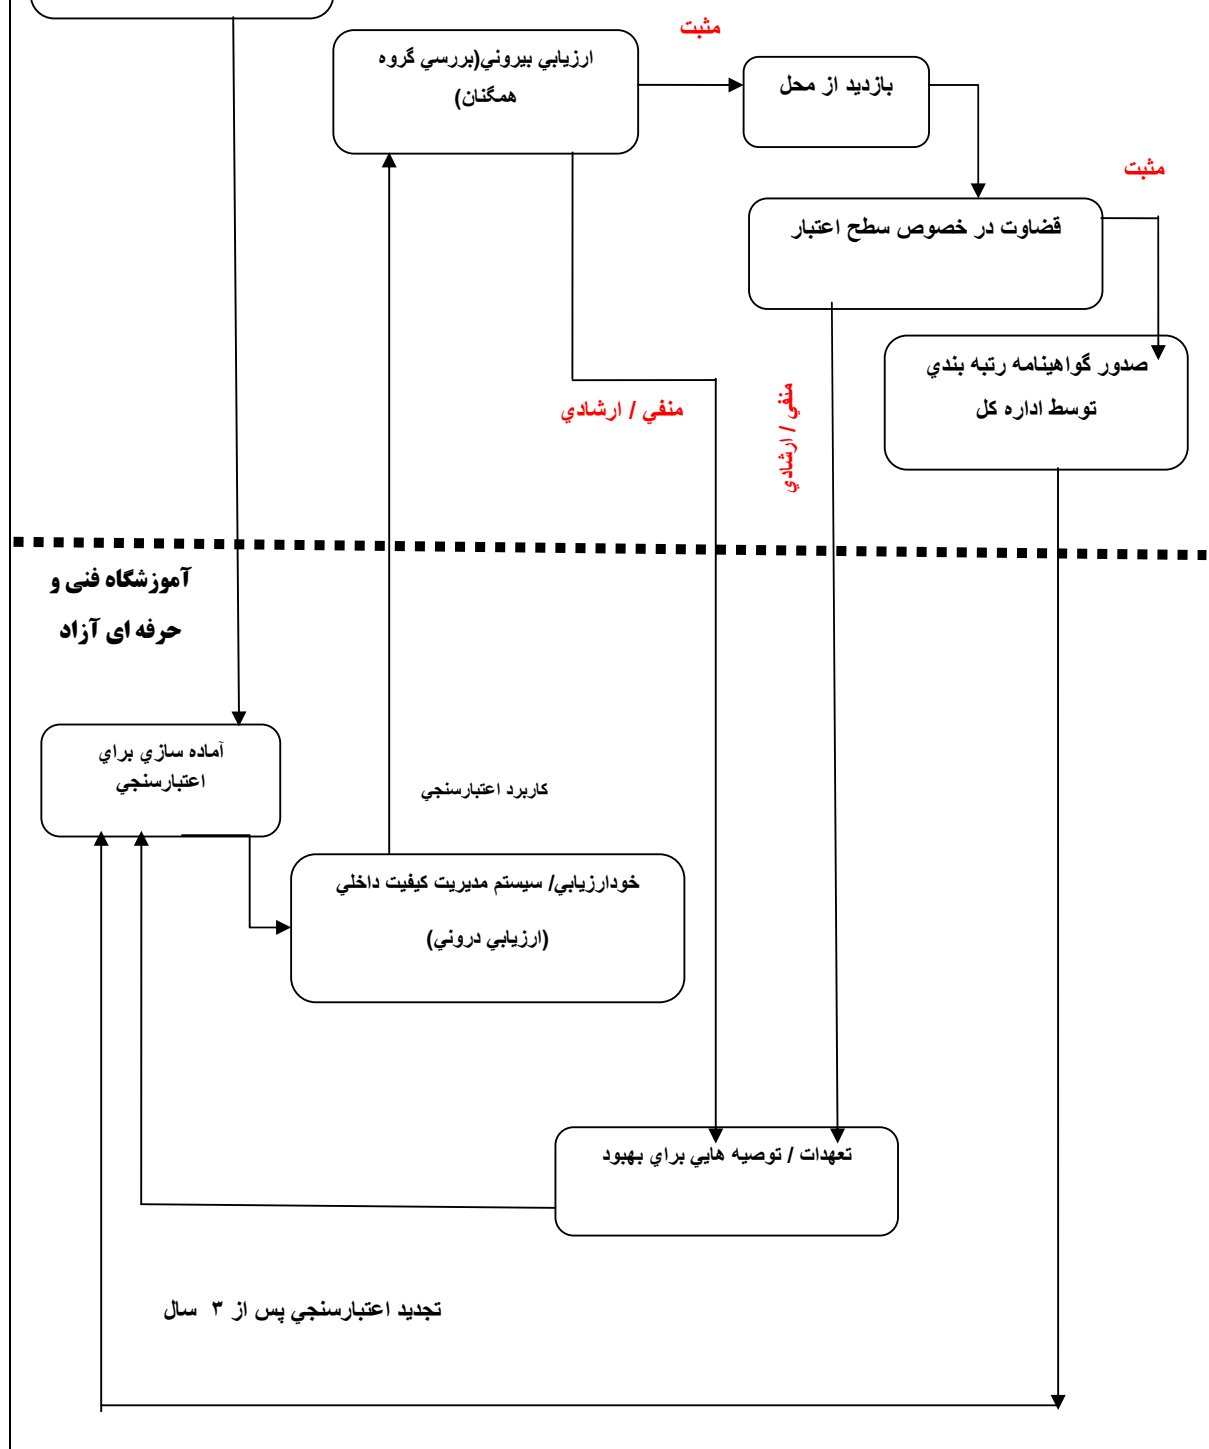 مثبت
ارزيابي بيروني(بررسي گروه
همگنان)
بازديد از محل
مثبت
قضاوت در خصوص سطح اعتبار
صدور گواهينامه رتبه بندي
توسط اداره كل
منفي / ارشادي
منفي / ارشادي
آموزشگاه فنی و
حرفه ای آزاد
آماده سازي براي
اعتبارسنجي
كاربرد اعتبارسنجي
خودارزيابي/ سيستم مديريت كيفيت داخلي
(ارزيابي دروني)
تعهدات / توصيه هايي براي بهبود
تجديد اعتبارسنجي پس از ۳ سال